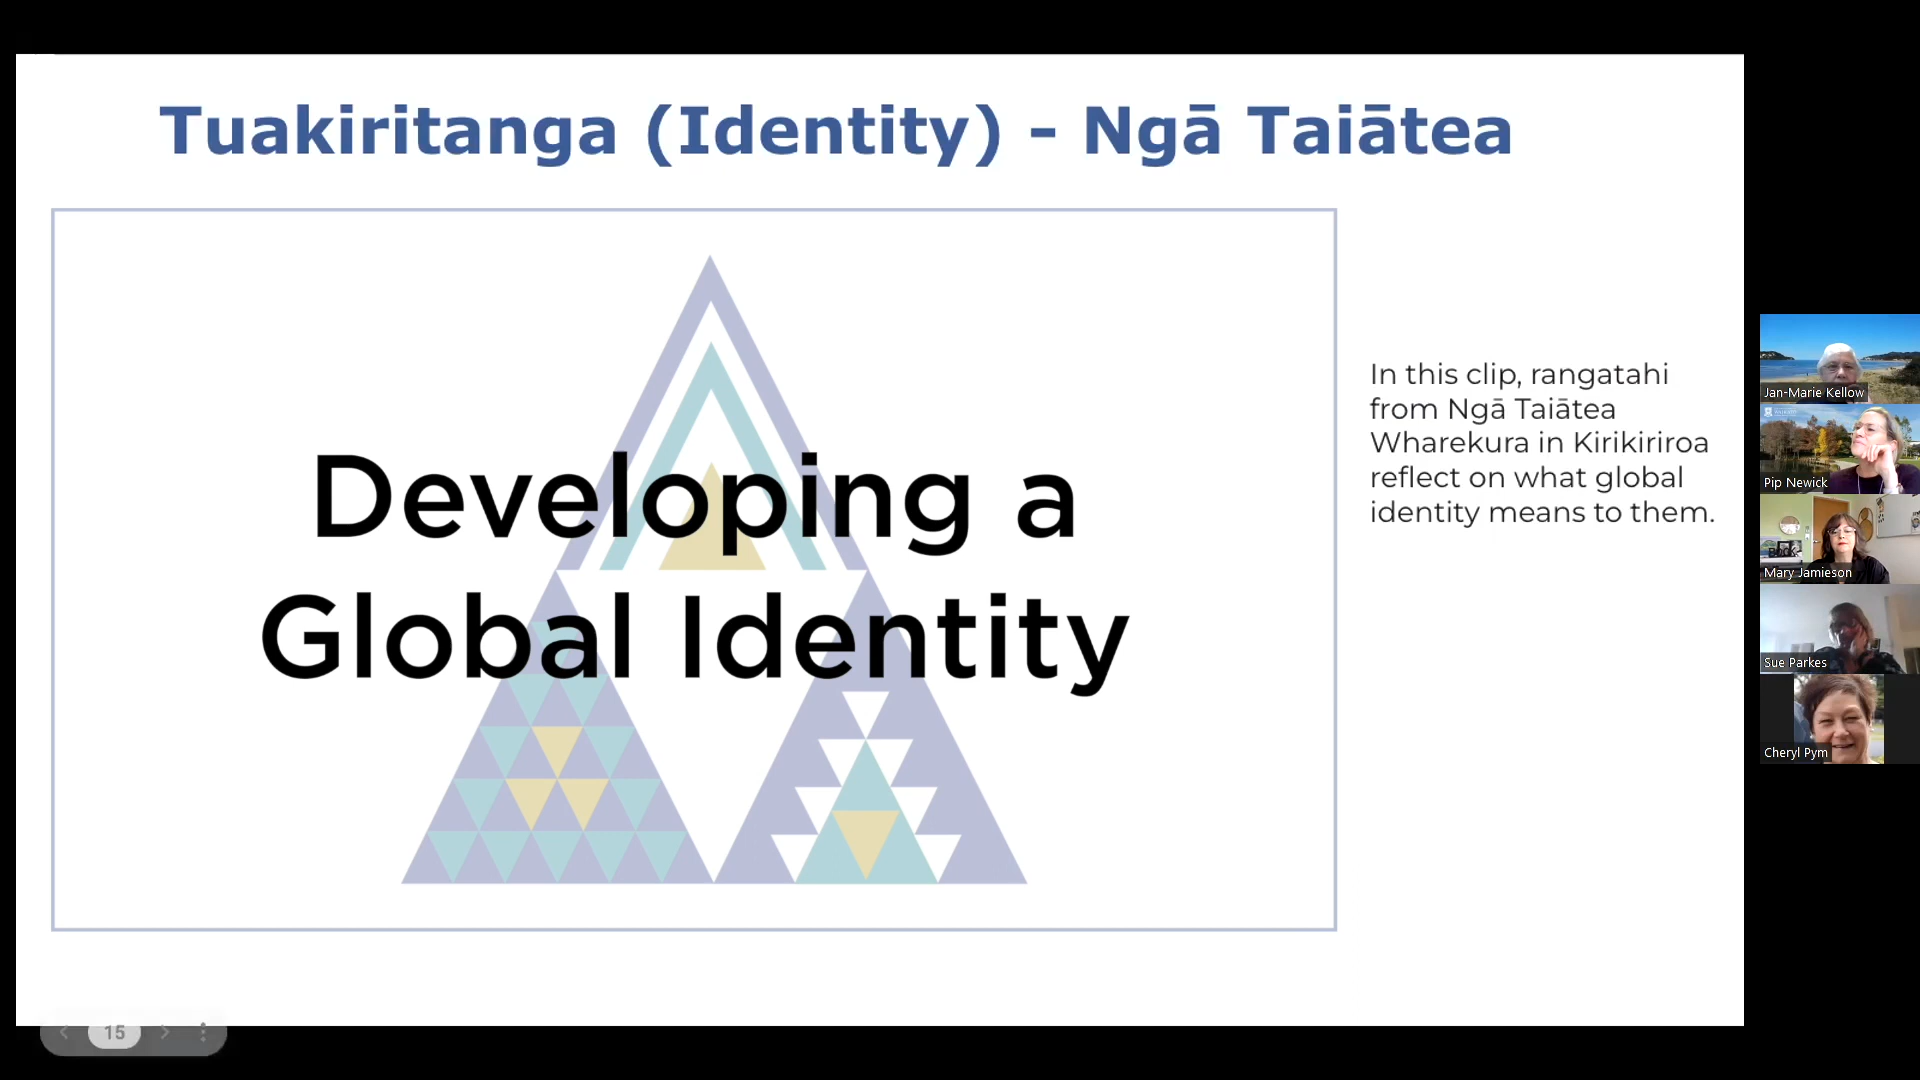 Tuakiritanga (Identity) - Ngā Taiātea
Developing a
Global Identity
In this clip, rangatahi
from Ngā Taiātea
Wharekura in Kirikiriroa
reflect on what global
identity means to them.
Jan-Marie Kellow
Pip Newick
Mary Jamieson
Sue Parkes
Cheryl Pym
15